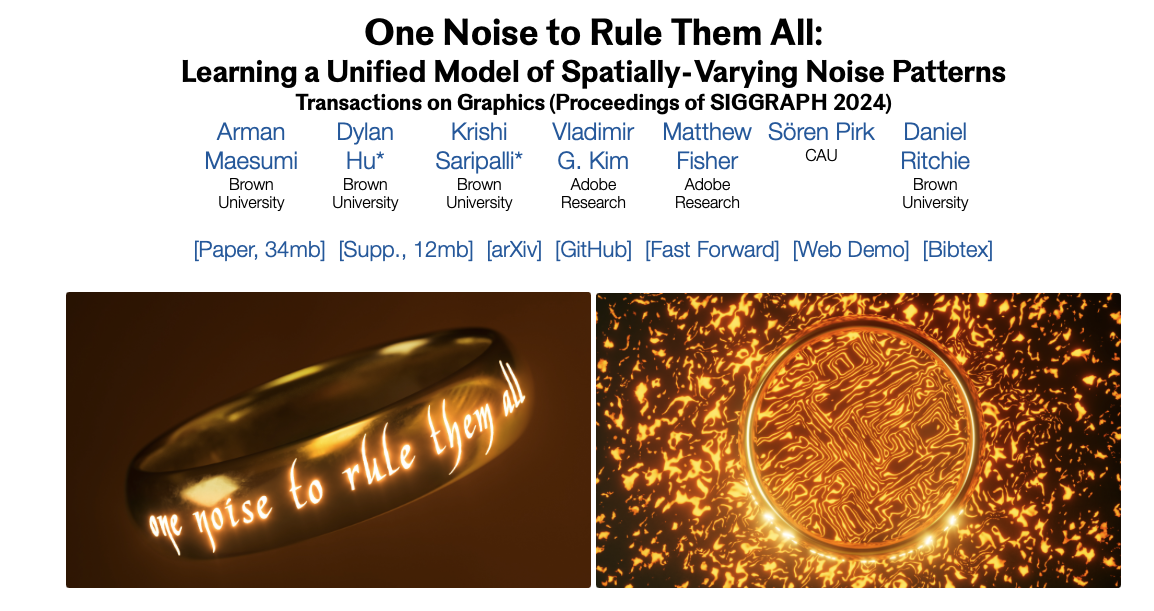 One Noise to Rule Them All:
Learning a Unified Model of Spatially-Varying Noise Patterns
Transactions on Graphics (Proceedings of SIGGRAPH 2024)
Arman Maesumi
Brown University
Dylan Hu*
Brown University
Krishi Saripalli*
Brown University
Vladimir G. Kim
Adobe Research
Matthew Fisher
Adobe Research
Sören Pirk
CAU
Daniel Ritchie
Brown University
[Paper, 34mb] [Supp., 12mb] [arXiv] [GitHub] [Fast Forward] [Web Demo] [Bibtex]
one noise to rule them all